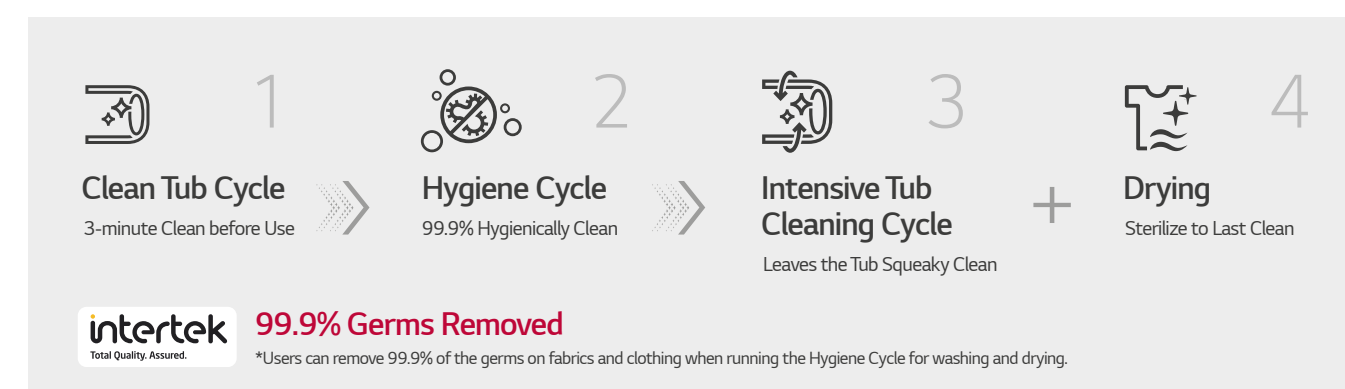 1
Clean Tub Cycle
3-minute Clean before Use
2
Hygiene Cycle
99.9% Hygienically Clean
3
Intensive Tub
Cleaning Cycle
Leaves the Tub Squeaky Clean
+
4
Drying
Sterilize to Last Clean
intertek
Total Quality. Assured.
99.9% Germs Removed
*Users can remove 99.9% of the germs on fabrics and clothing when running the Hygiene Cycle for washing and drying.